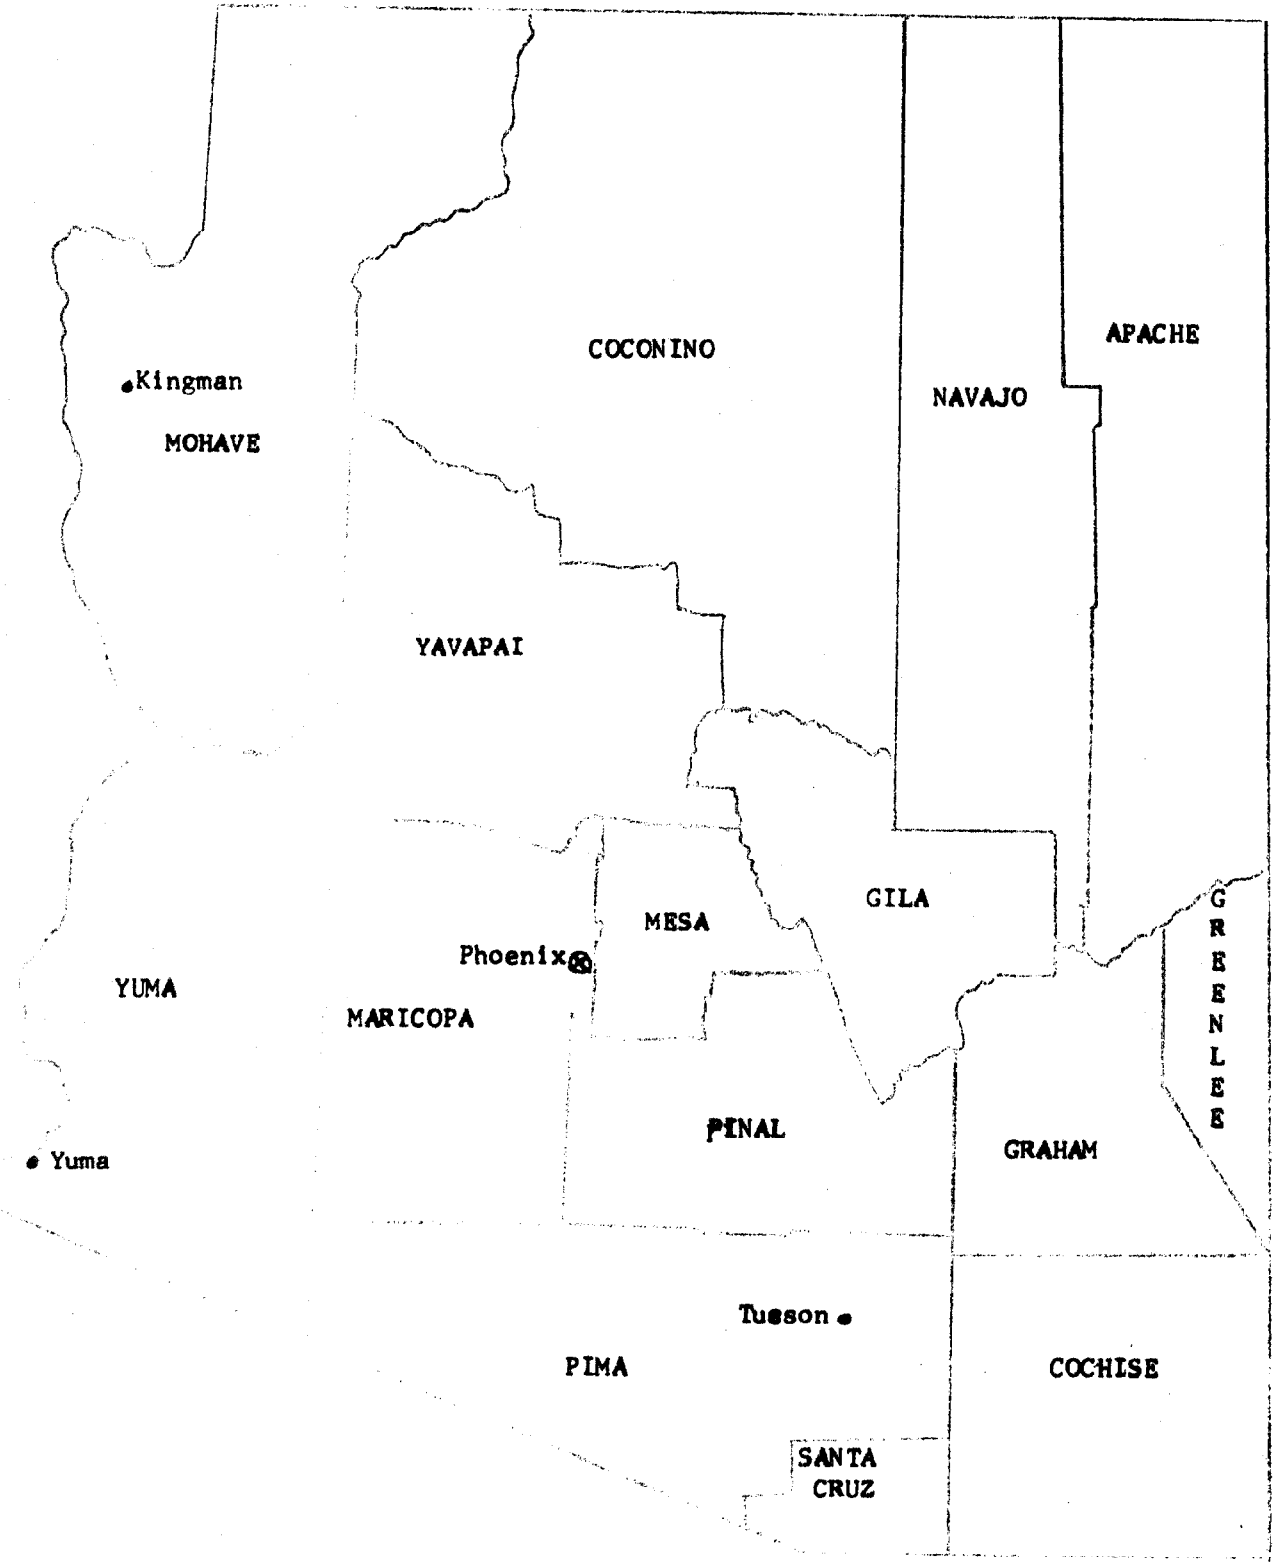 APACHE
COCONINO
Kingman
NAVAJO
MOHAVE
YAVAPAI
GREENLEE
GILA
MESA
Phoenix
YUMA
MARICOPA
PINAL
GRAHAM
Yuma
Tucson
PIMA
COCHISE
SANTA
CRUZ